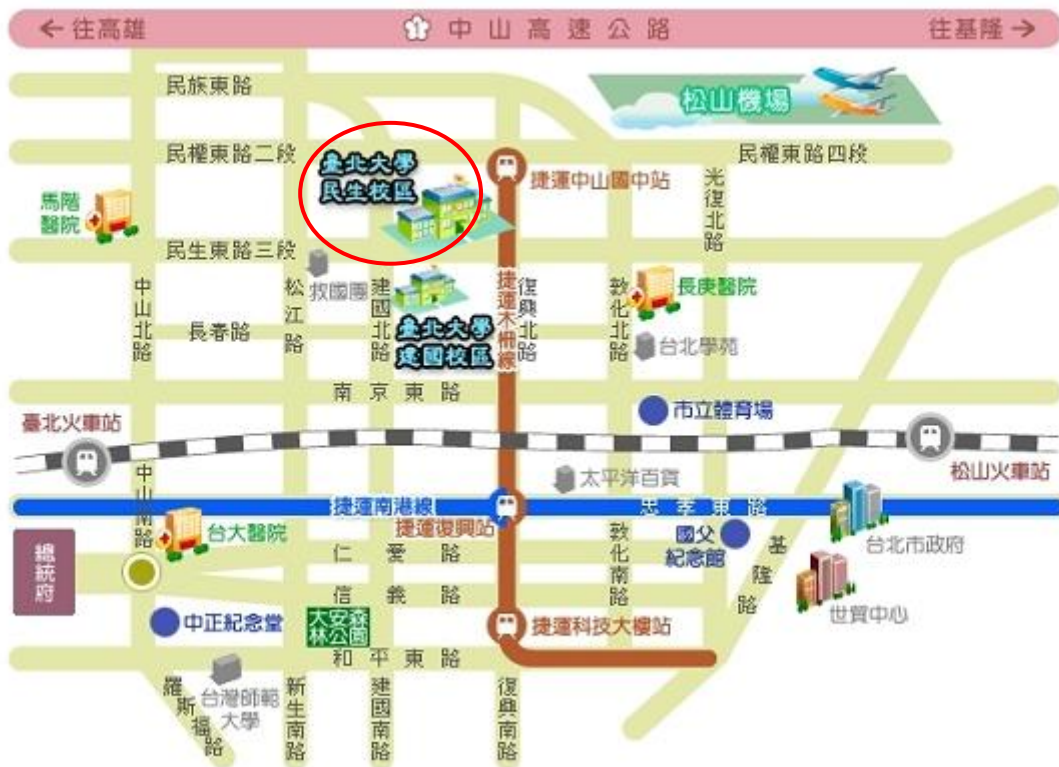 ←往高雄
1
中山高速公路
往基隆→
民族東路
松山機場
民權東路二段
臺北大學
民生校區
捷運中山國中站
民權東路四段
馬階
醫院
光復北路
民生東路三段
救國團
中山北路
松江路
建國北路
捷運木柵線
復興北路
敦化北路
長庚醫院
長春路
臺北大學
建國校區
台北學苑
南京東路
市立體育場
臺北火車站
松山火車站
中山南路
太平洋百貨
捷運南港線
忠孝東路
捷運復興站
台大醫院
國父
紀念館
台北市政府
總統府
仁愛路
敦化南路
基隆路
信義路
世貿中心
中正紀念堂
大安森
林公園
捷運科技大樓站
和平東路
羅斯福路
台灣師範
大學
新生南路
建國南路
復興南路